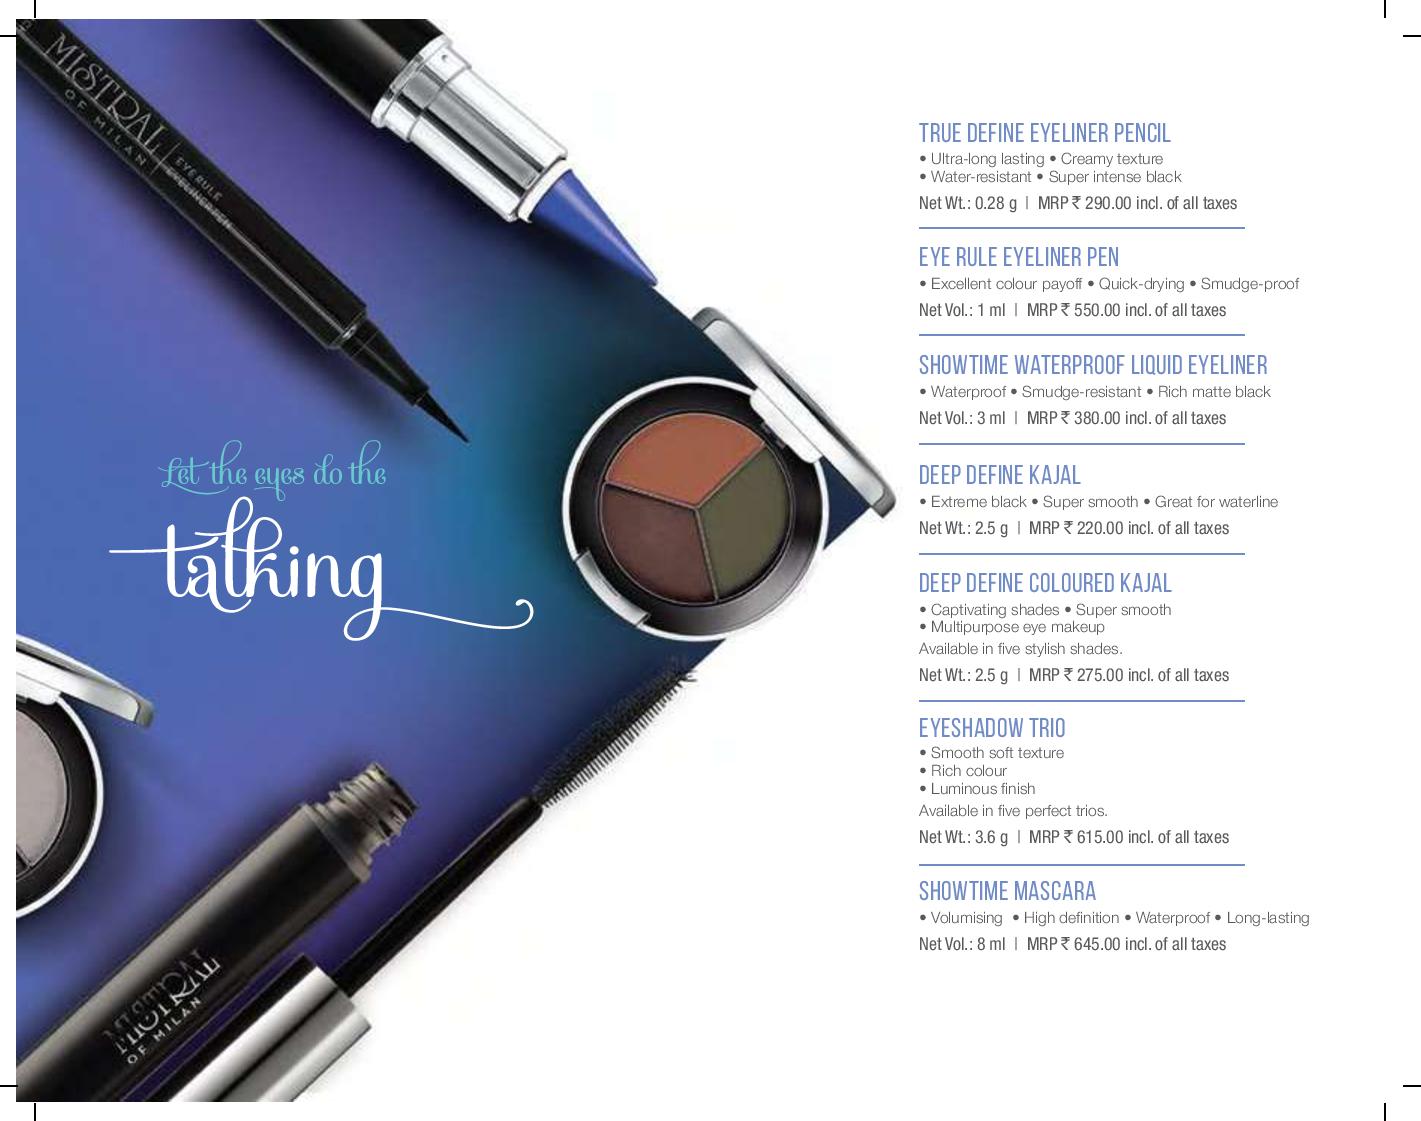 MISTRAL
OF MILAN
EYERULE
EYELINER PEN
Let the eyes do the
talking
MISTRAL
OF MILAN
TRUE DEFINE EYELINER PENCIL
• Ultra-long lasting • Creamy texture
• Water-resistant • Super intense black
Net Wt.: 0.28 g | MRP ₹ 290.00 incl. of all taxes
EYE RULE EYELINER PEN
• Excellent colour payoff • Quick-drying • Smudge-proof
Net Vol.: 1 ml | MRP ₹ 550.00 incl. of all taxes
SHOWTIME WATERPROOF LIQUID EYELINER
• Waterproof • Smudge-resistant • Rich matte black
Net Vol.: 3 ml | MRP ₹ 380.00 incl. of all taxes
DEEP DEFINE KAJAL
• Extreme black • Super smooth • Great for waterline
Net Wt.: 2.5 g | MRP ₹ 220.00 incl. of all taxes
DEEP DEFINE COLOURED KAJAL
• Captivating shades • Super smooth
• Multipurpose eye makeup
Available in five stylish shades.
Net Wt.: 2.5 g | MRP ₹ 275.00 incl. of all taxes
EYESHADOW TRIO
• Smooth soft texture
• Rich colour
• Luminous finish
Available in five perfect trios.
Net Wt.: 3.6 g | MRP ₹ 615.00 incl. of all taxes
SHOWTIME MASCARA
• Volumising • High definition • Waterproof • Long-lasting
Net Vol.: 8 ml | MRP ₹ 645.00 incl. of all taxes